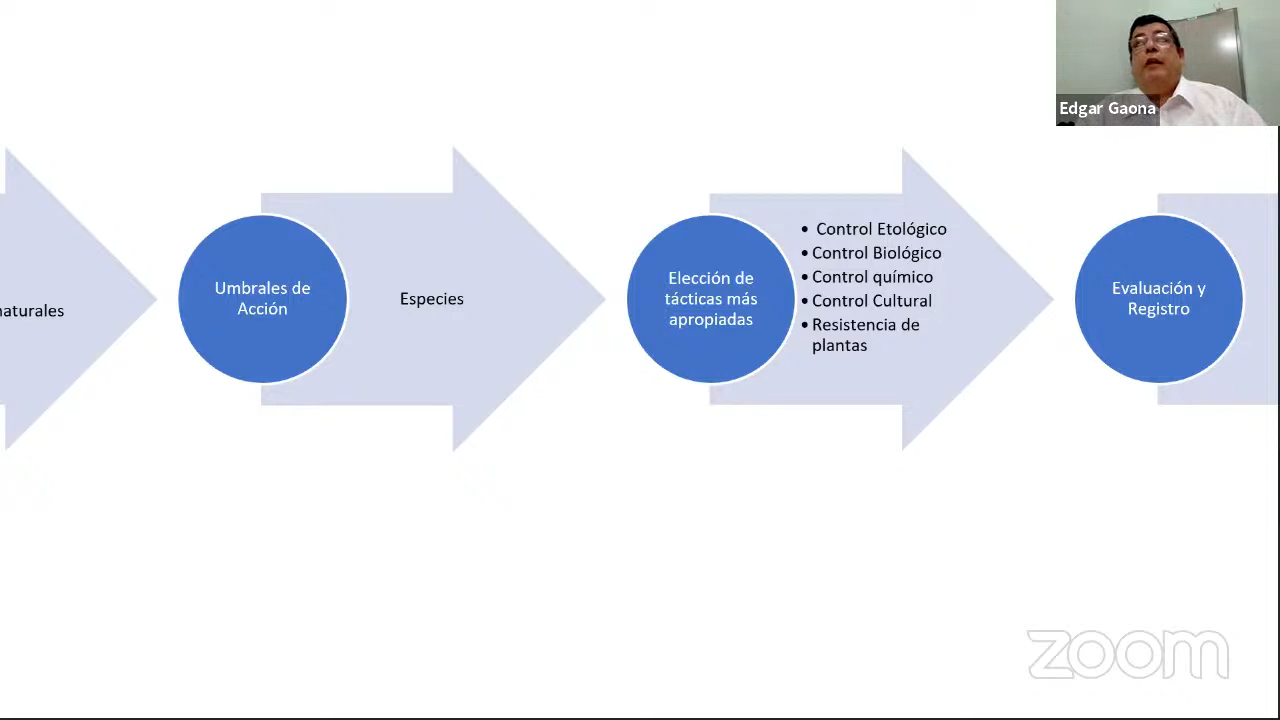 Edgar Gaona
naturales
Umbrales de
Acción
Especies
Elección de
tácticas más
apropiadas
• Control Etológico
• Control Biológico
• Control químico
• Control Cultural
• Resistencia de
plantas
Evaluación y
Registro
zoom